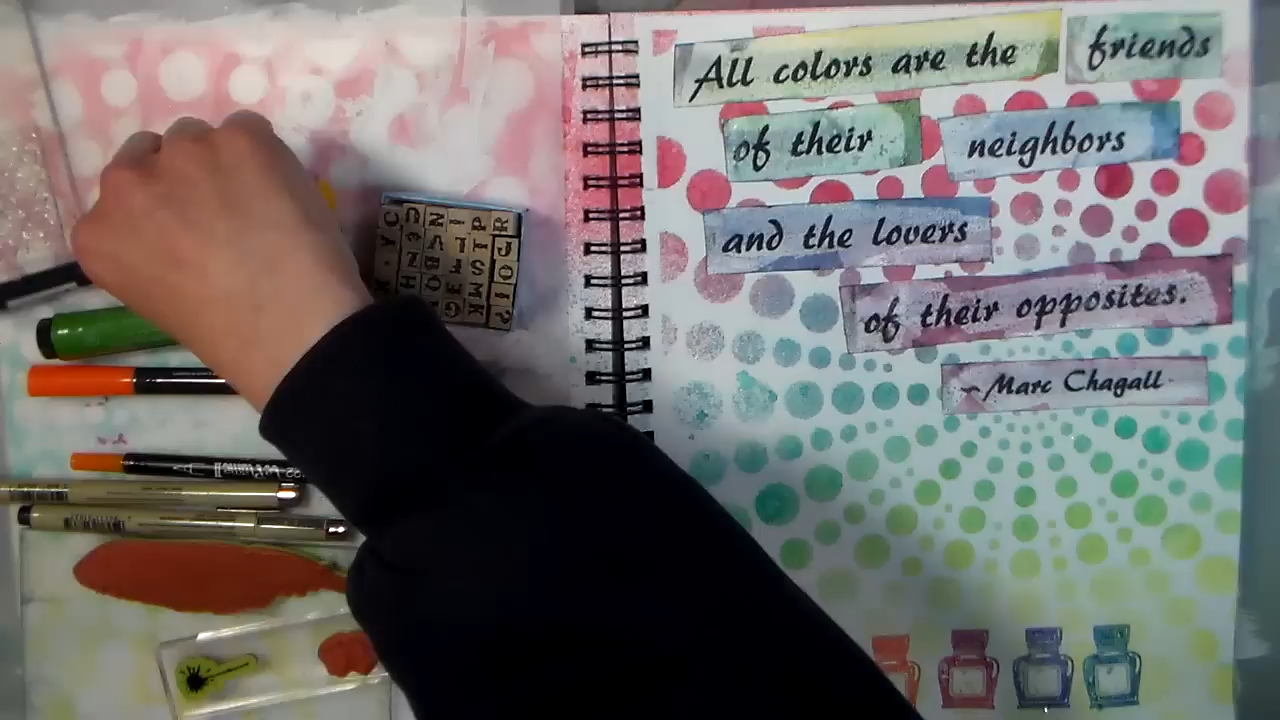 All colors are the friends
of their neighbors
and the lovers
of their opposites.
~ Marc Chagall